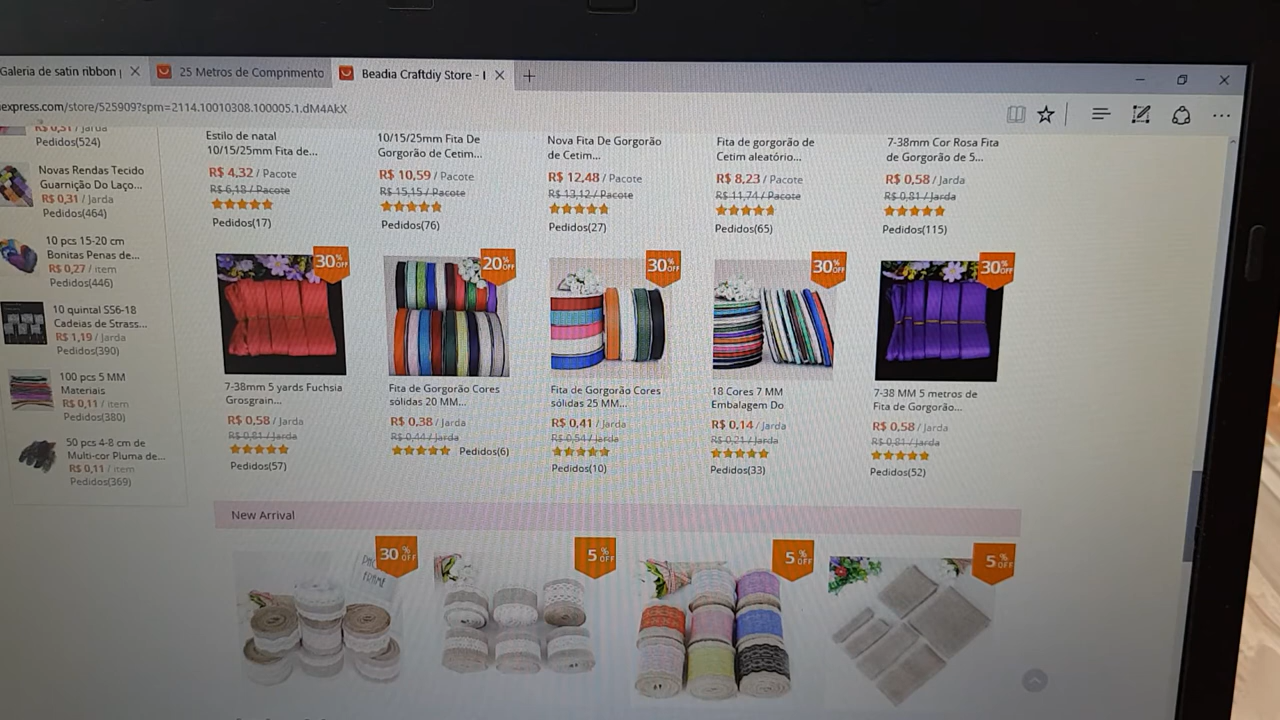 Galeria de satin ribbon
25 Metros de Comprimento
Beadia Craftdiy Store - I
express.com/store/525909?spm=2114.10010308.100005.1.dM4AkX
R$ 0,51 / Jarda
Pedidos(524)
Novas Rendas Tecido
Guarnição Do Laço...
R$ 0,31 / Jarda
Pedidos(464)
10 pcs 15-20 cm
Bonitas Penas de...
R$ 0,27 / item
Pedidos(446)
10 quintal SS6-18
Cadeias de Strass...
R$ 1,19 / Jarda
Pedidos(390)
100 pcs 5 MM
Materiais
R$ 0,11 / item
Pedidos(380)
50 pcs 4-8 cm de
Multi-cor Pluma de...
R$ 0,11 / item
Pedidos(369)
Estilo de natal
10/15/25mm Fita de...
R$ 4,32 / Pacote
R$ 6,18 / Pacote
Pedidos(17)
10/15/25mm Fita De
Gorgorão de Cetim...
R$ 10,59 / Pacote
R$ 15,15 / Pacote
Pedidos(76)
Nova Fita De Gorgorão
de Cetim...
R$ 12,48 / Pacote
R$ 13,12 / Pacote
Pedidos(27)
Fita de gorgorão de
Cetim aleatório...
R$ 8,23 / Pacote
R$ 11,74 / Pacote
Pedidos(65)
7-38mm Cor Rosa Fita
de Gorgorão de 5...
R$ 0,58 / Jarda
R$ 0,81 / Jarda
Pedidos(115)
30% OFF
7-38mm 5 yards Fuchsia
Grosgrain...
R$ 0,58 / Jarda
R$ 0,81 / Jarda
Pedidos(57)
20% OFF
Fita de Gorgorão Cores
sólidas 20 MM...
R$ 0,38 / Jarda
R$ 0,44 / Jarda
Pedidos(6)
30% OFF
Fita de Gorgorão Cores
sólidas 25 MM...
R$ 0,41 / Jarda
R$ 0,54 / Jarda
Pedidos(10)
30% OFF
18 Cores 7 MM
Embalagem Do
R$ 0,14 / Jarda
R$ 0,21 / Jarda
Pedidos(33)
30% OFF
7-38 MM 5 metros de
Fita de Gorgorão...
R$ 0,58 / Jarda
R$ 0,81 / Jarda
Pedidos(52)
New Arrival
30% OFF
5% OFF
5% OFF
5% OFF